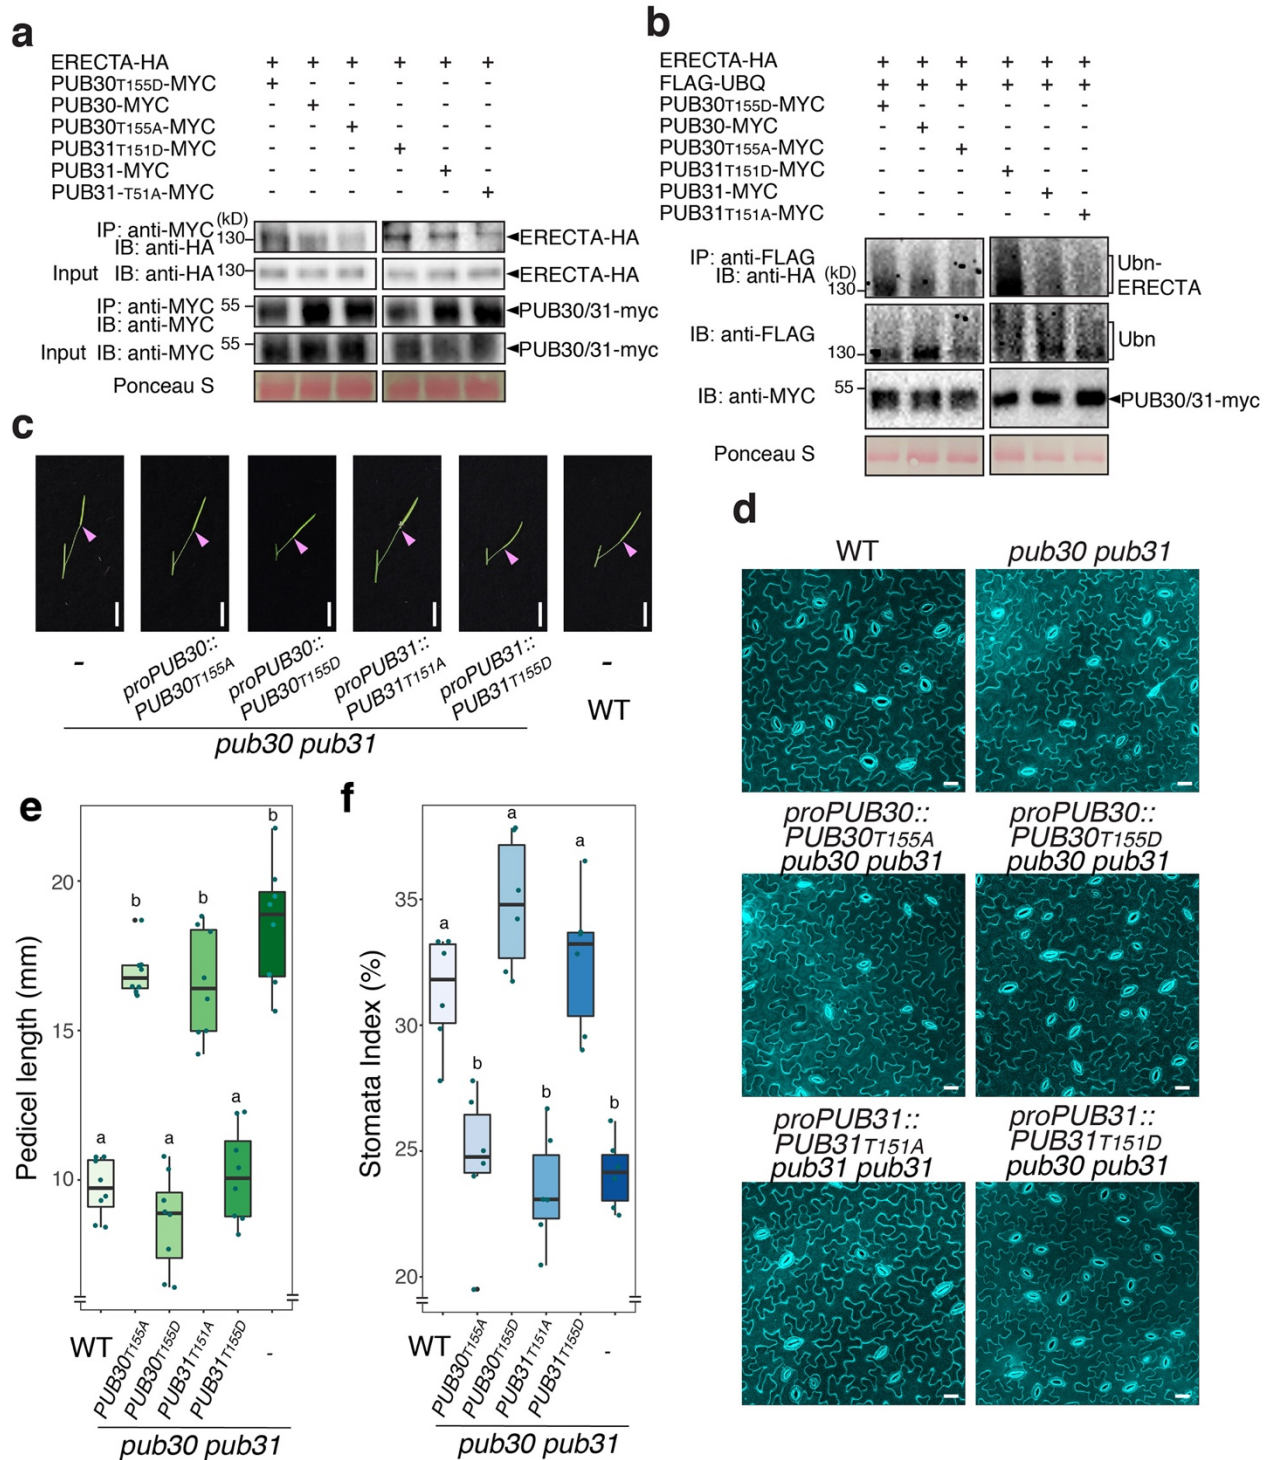 a
ERECTA-HA + + + + + +
PUB30T155D-MYC + - - - - -
PUB30-MYC - + - - - -
PUB30T155A-MYC - - + - - -
PUB31T151D-MYC - - - + - -
PUB31-MYC - - - - + -
PUB31-T51A-MYC - - - - - +
(kD)
IP: anti-MYC
IB: anti-HA 130 ERECTA-HA
Input IB: anti-HA 130 ERECTA-HA
IP: anti-MYC 55
IB: anti-MYC PUB30/31-myc
Input IB: anti-MYC 55 PUB30/31-myc
Ponceau S
b
ERECTA-HA + + + + + +
FLAG-UBQ + + + + + +
PUB30T155D-MYC + - - - - -
PUB30-MYC - + - - - -
PUB30T155A-MYC - - + - - -
PUB31T151D-MYC - - - + - -
PUB31-MYC - - - - + -
PUB31T151A-MYC - - - - - +
IP: anti-FLAG
IB: anti-HA (kD) 130 Ubn-
ERECTA
IB: anti-FLAG 130 Ubn
IB: anti-MYC 55 PUB30/31-myc
Ponceau S
c
-
proPUB30::
PUB30T155A
proPUB30::
PUB30T155D
proPUB31::
PUB31T151A
proPUB31::
PUB31T155D
-
WT
pub30 pub31
d
WT
pub30 pub31
proPUB30::
PUB30T155A
pub30 pub31
proPUB30::
PUB30T155D
pub30 pub31
proPUB31::
PUB31T151A
pub31 pub31
proPUB31::
PUB31T151D
pub30 pub31
e
Pedicel length (mm)
20
15
10
a
b
a
b
a
b
WT
PUB30T155A
PUB30T155D
PUB31T151A
PUB31T155D
-
pub30 pub31
f
Stomata Index (%)
35
30
25
20
a
b
a
b
a
b
WT
PUB30T155A
PUB30T155D
PUB31T151A
PUB31T155D
-
pub30 pub31